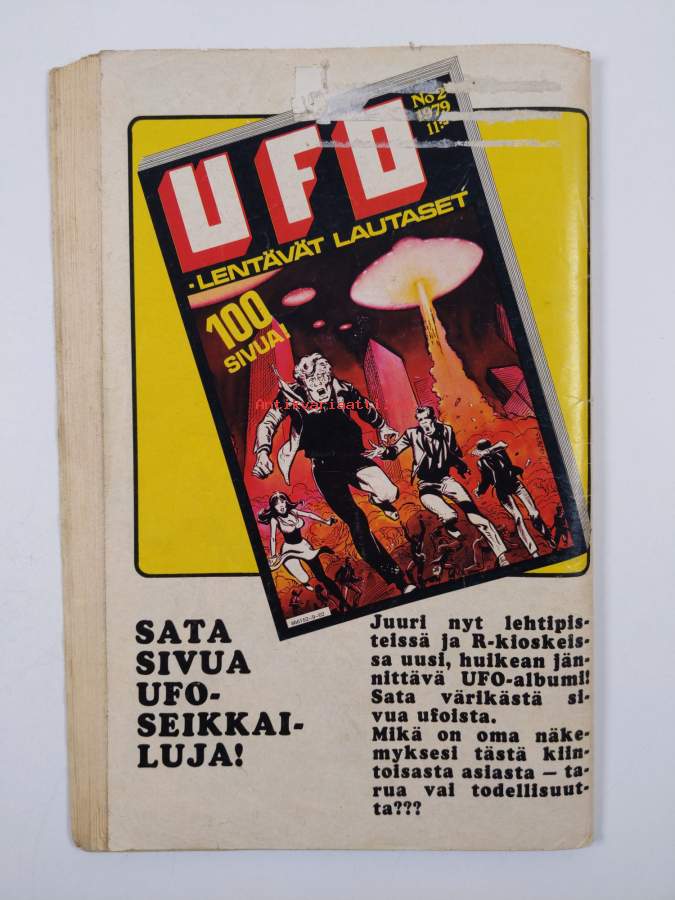 UFO
No 2
1979
- LENTÄVÄT LAUTASET
100
SIVUA!
Antikvariaatti.
SATA
SIVUA
UFO-
SEIKKAI-
LUJA!
Juuri nyt lehtipis-
teissä ja R-kioskeis-
sa uusi, huikean jän-
nittävä UFO-albumi!
Sata värikästä si-
vua ufoista.
Mikä on oma näke-
myksesi tästä kiin-
toisasta asiasta — ta-
rua vai todellisuut-
ta???